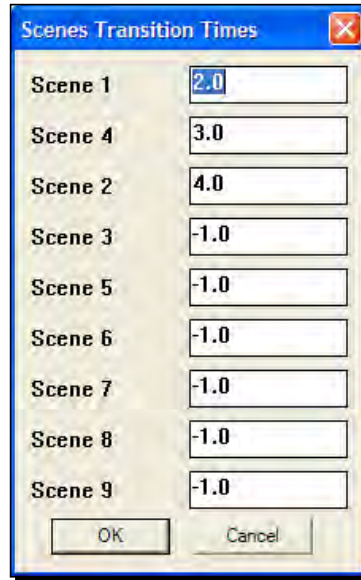 Scenes Transition Times
Scene 1 2.0
Scene 4 3.0
Scene 2 4.0
Scene 3 -1.0
Scene 5 -1.0
Scene 6 -1.0
Scene 7 -1.0
Scene 8 -1.0
Scene 9 -1.0
OK Cancel